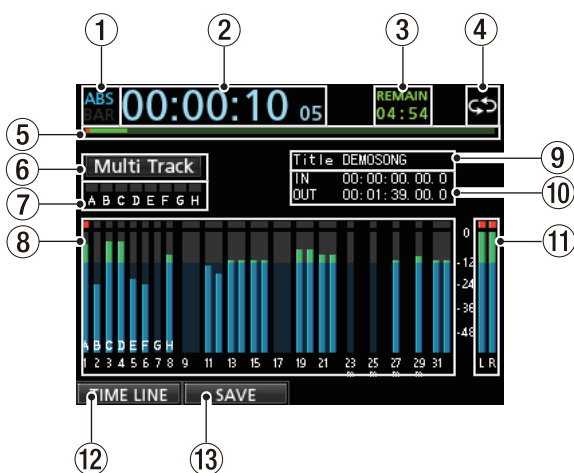 1 2 3 4
ABS 00:00:10 05 REMAIN
BAR 04:54
5
6 Multi Track Title DEMOSONG 9
IN 00:00:00.00.0
7 A B C D E F G H OUT 00:01:39.00.0 10
8 0 11
-12
-24
-36
-48
A B C D E F G H
1 2 3 4 5 6 7 8 9 11 13 15 17 19 21 23 25 27 29 31 L R
TIME LINE SAVE
12 13